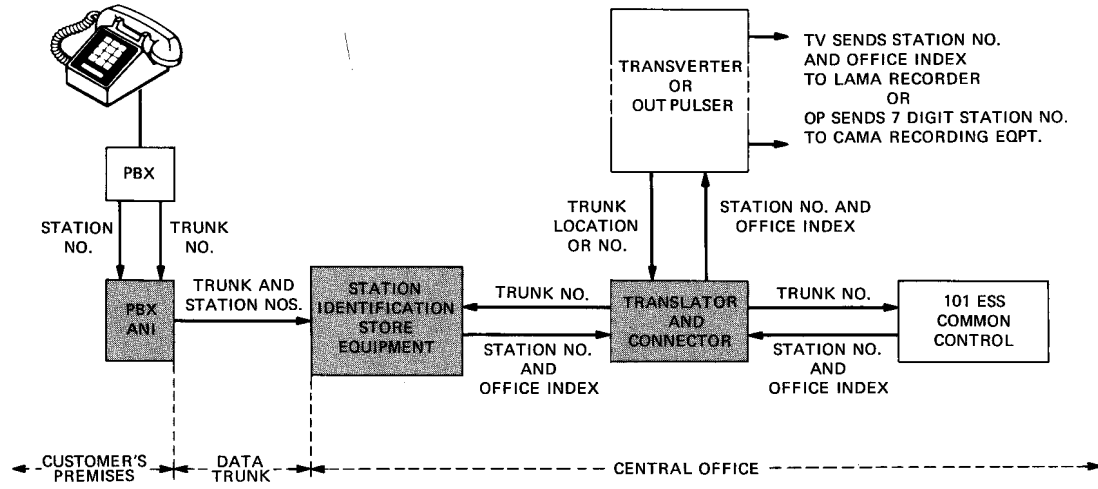 TRANSVERTER
OR
OUTPULSER
TV SENDS STATION NO.
AND OFFICE INDEX
TO LAMA RECORDER
OR
OP SENDS 7 DIGIT STATION NO.
TO CAMA RECORDING EQPT.
PBX
STATION
NO.
TRUNK
NO.
TRUNK
LOCATION
OR NO.
STATION NO. AND
OFFICE INDEX
PBX
ANI
TRUNK AND
STATION NOS.
STATION
IDENTIFICATION
STORE
EQUIPMENT
TRUNK NO.
STATION NO.
AND
OFFICE INDEX
TRANSLATOR
AND
CONNECTOR
TRUNK NO.
STATION NO.
AND
OFFICE INDEX
101 ESS
COMMON
CONTROL
CUSTOMER'S
PREMISES
DATA
TRUNK
CENTRAL OFFICE